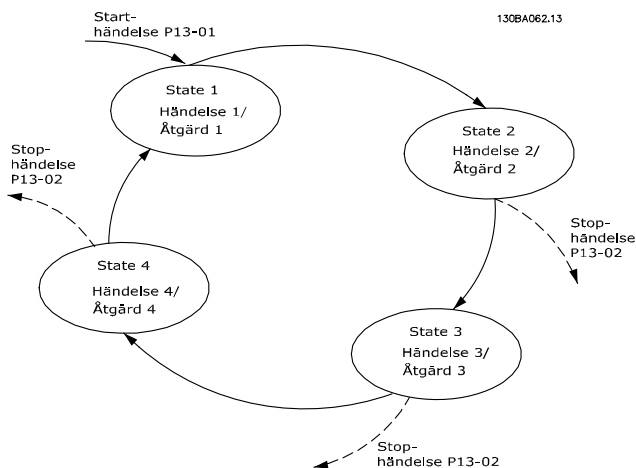 Start-
händelse P13-01
130BA062.13
State 1
Händelse 1/
Åtgärd 1
State 2
Händelse 2/
Åtgärd 2
Stop-
händelse
P13-02
Stop-
händelse
P13-02
State 4
Händelse 4/
Åtgärd 4
State 3
Händelse 3/
Åtgärd 3
Stop-
händelse P13-02